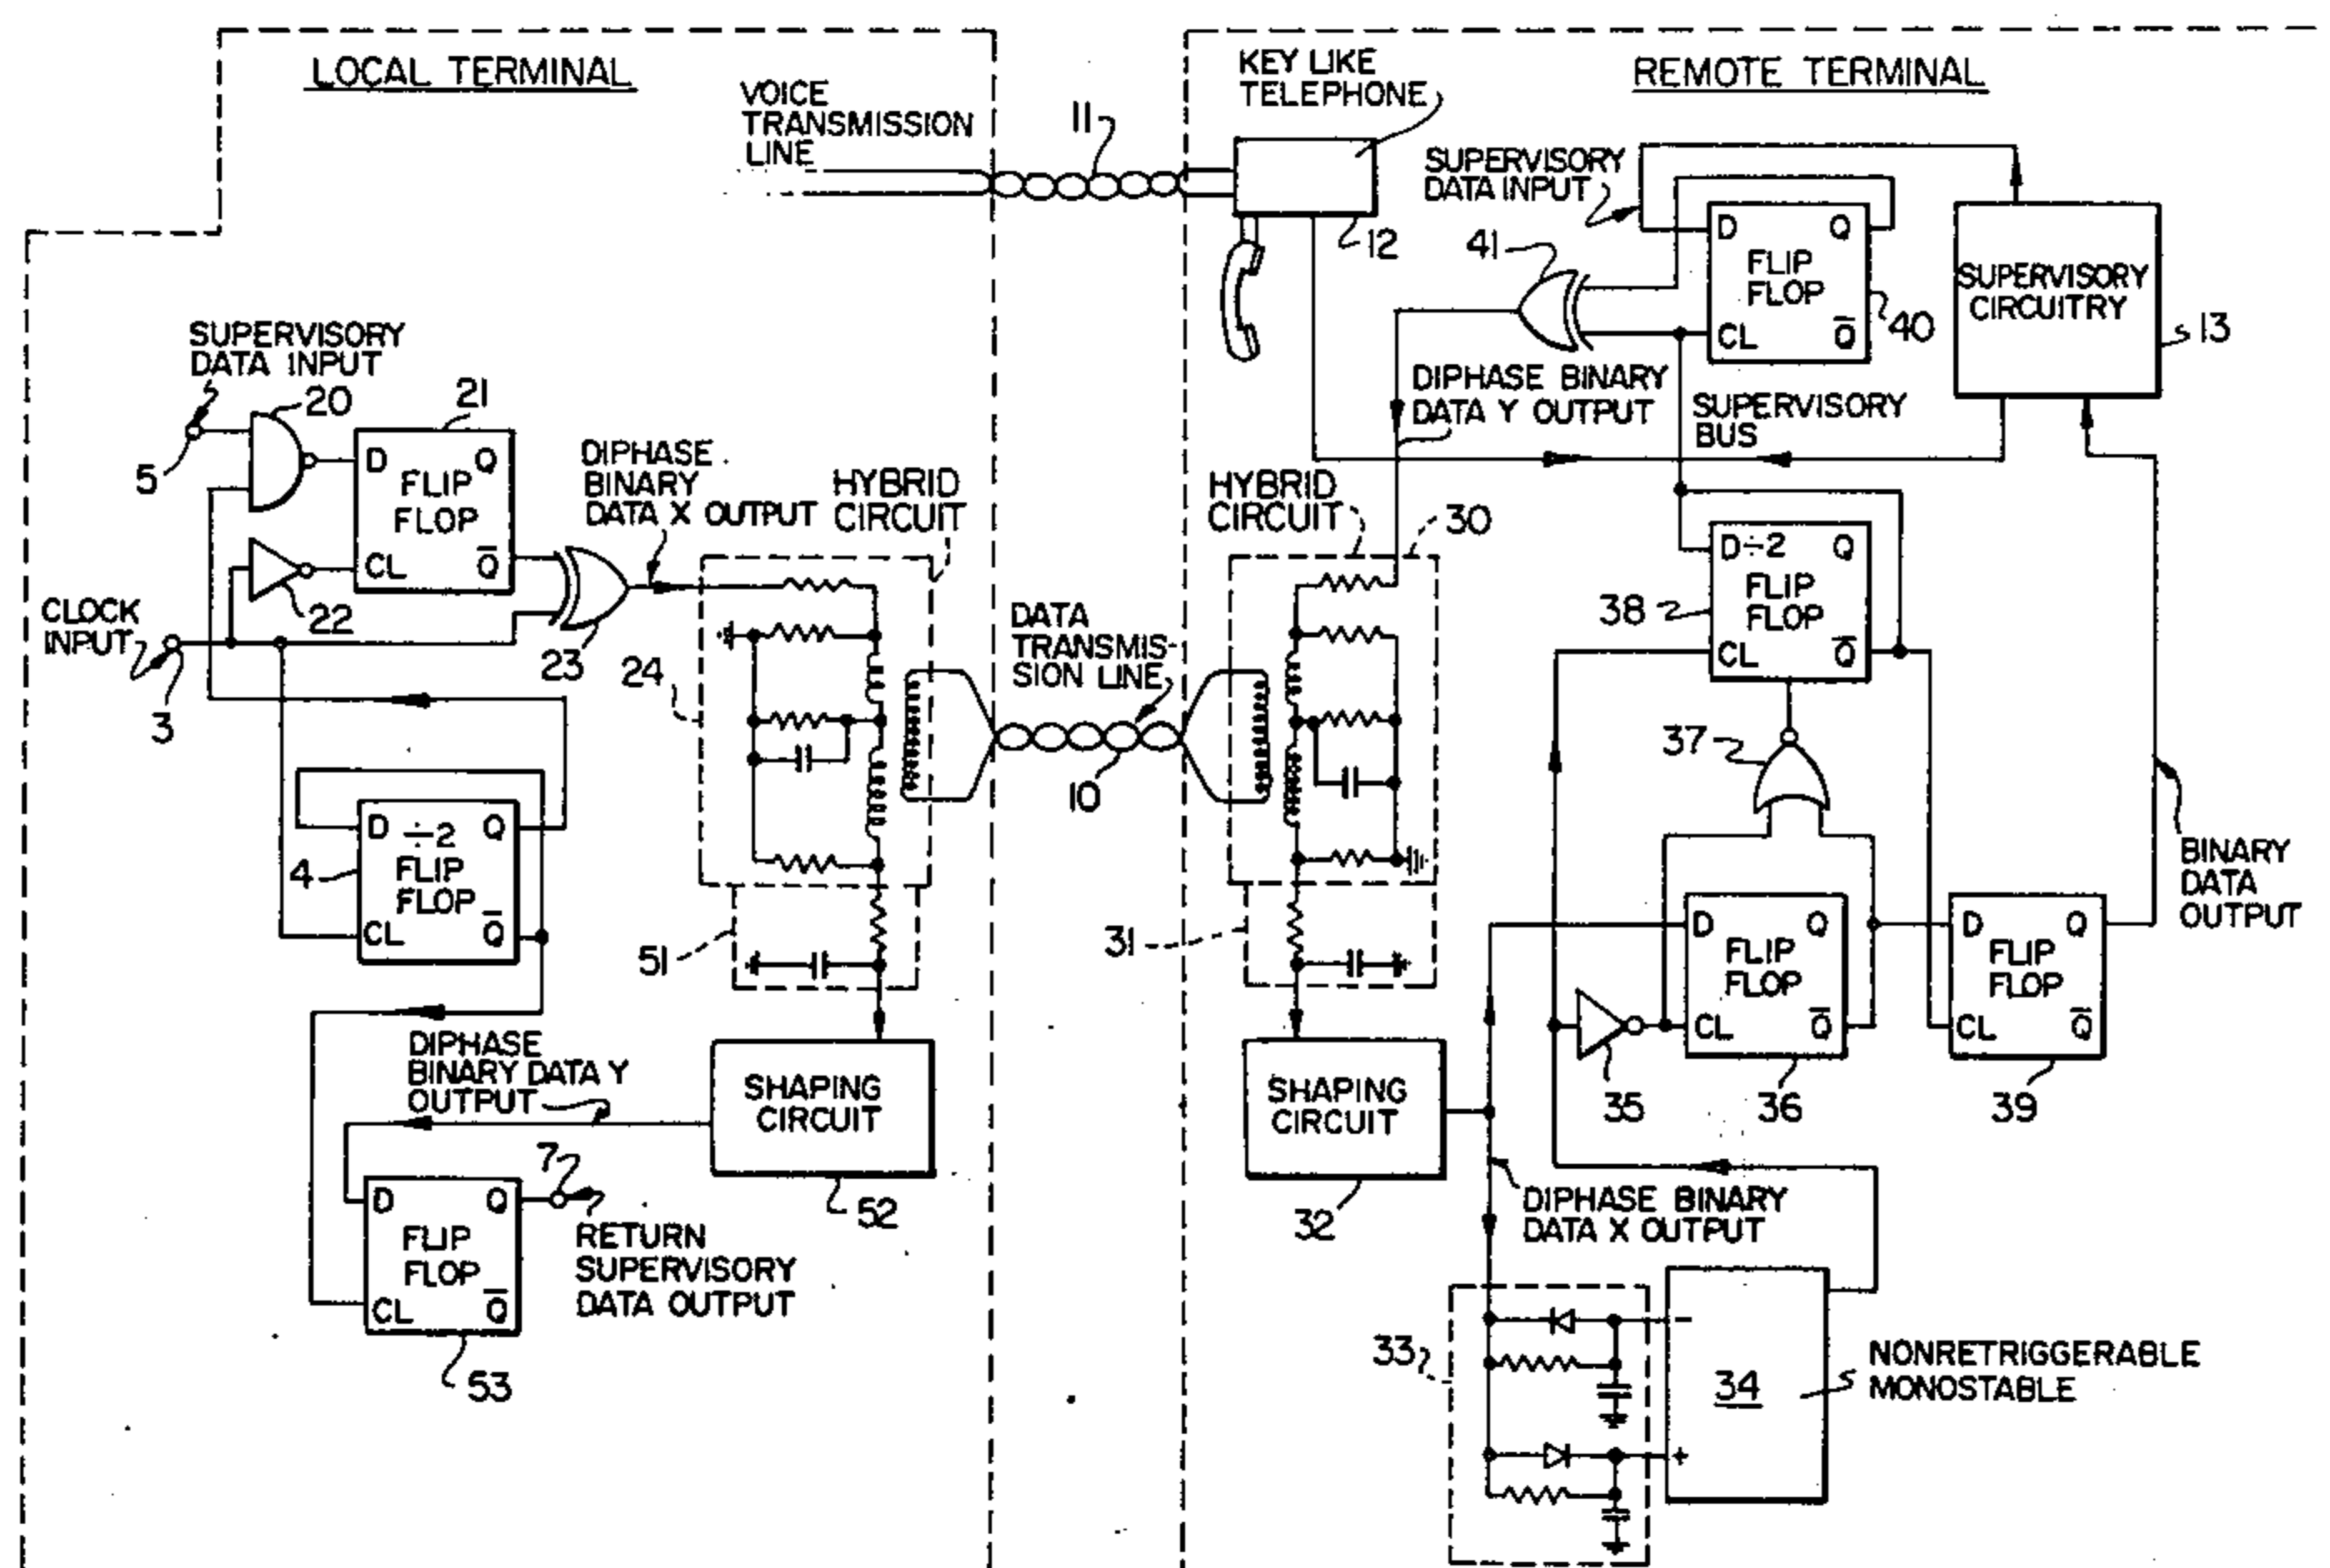 LOCAL TERMINAL
VOICE
TRANSMISSION
LINE
11
KEY LIKE
TELEPHONE
12
REMOTE TERMINAL
SUPERVISORY
DATA INPUT
D Q
FLIP
FLOP
CL Q̅
40
41
SUPERVISORY
CIRCUITRY
13
SUPERVISORY
DATA INPUT
5
20
21
D Q
FLIP
FLOP
CL Q̅
22
CLOCK
INPUT
3
23
DIPHASE
BINARY
DATA X OUTPUT
HYBRID
CIRCUIT
24
DATA
TRANSMIS-
SION LINE
10
HYBRID
CIRCUIT
30
DIPHASE BINARY
DATA Y OUTPUT
SUPERVISORY
BUS
D÷2 Q
FLIP
FLOP
CL Q̅
38
37
D ÷2 Q
FLIP
FLOP
CL Q̅
4
51
31
D Q
FLIP
FLOP
CL Q̅
35
36
D Q
FLIP
FLOP
CL Q̅
39
BINARY
DATA
OUTPUT
DIPHASE
BINARY DATA Y
OUTPUT
SHAPING
CIRCUIT
52
SHAPING
CIRCUIT
32
DIPHASE BINARY
DATA X OUTPUT
D Q
FLIP
FLOP
CL Q̅
53
7
RETURN
SUPERVISORY
DATA OUTPUT
33
-
34
+
NONRETRIGGERABLE
MONOSTABLE